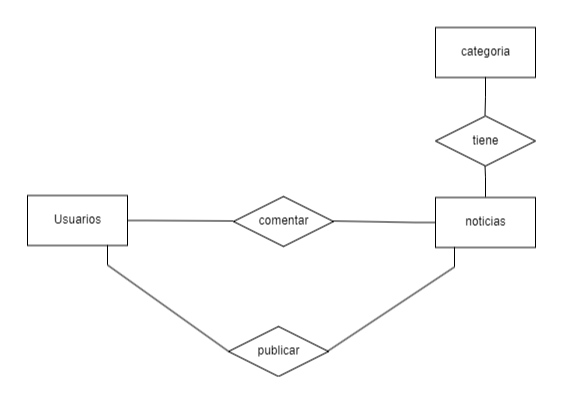 categoria
tiene
Usuarios
comentar
noticias
publicar